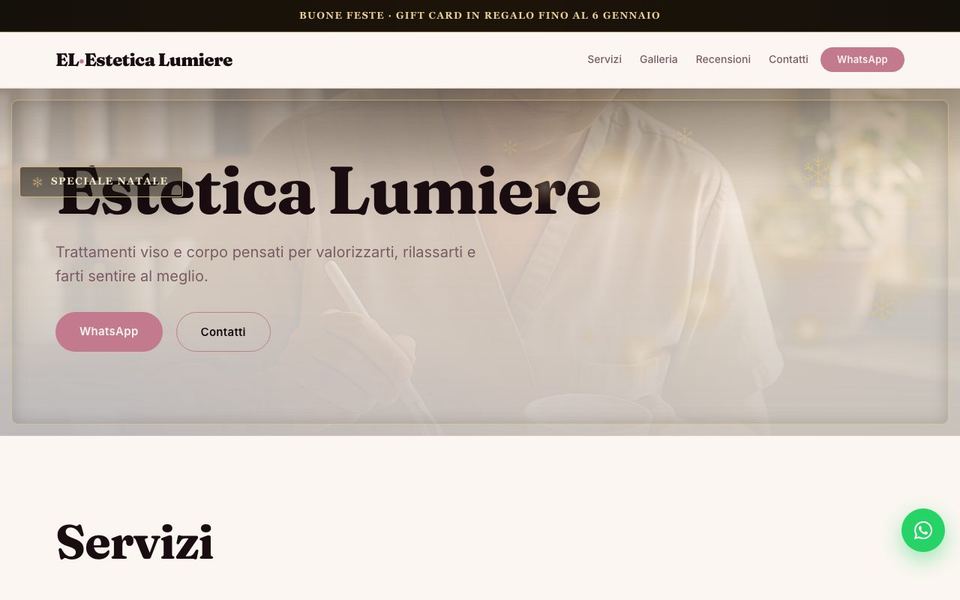 BUONE FESTE · GIFT CARD IN REGALO FINO AL 6 GENNAIO
EL·Estetica Lumiere
Servizi
Galleria
Recensioni
Contatti
WhatsApp
SPECIALE NATALE
Estetica Lumiere
Trattamenti viso e corpo pensati per valorizzarti, rilassarti e
farti sentire al meglio.
WhatsApp
Contatti
Servizi